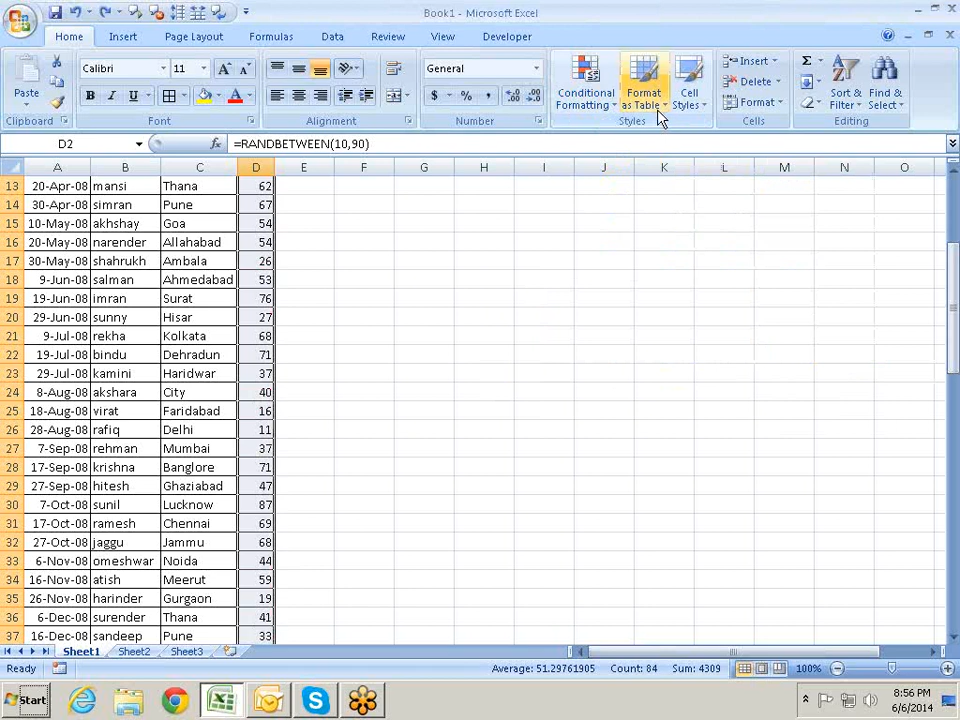 Book1 - Microsoft Excel
Home Insert Page Layout Formulas Data Review View Developer
Paste Calibri 11 General Conditional Formatting Format as Table Cell Styles Insert Delete Format Sort & Filter Find & Select
B I U $ % ,
Clipboard Font Alignment Number Styles Cells Editing
D2 fx =RANDBETWEEN(10,90)
A B C D E F G H I J K L M N O
13 20-Apr-08 mansi Thana 62
14 30-Apr-08 simran Pune 67
15 10-May-08 akhshay Goa 54
16 20-May-08 narender Allahabad 54
17 30-May-08 shahrukh Ambala 26
18 9-Jun-08 salman Ahmedabad 53
19 19-Jun-08 imran Surat 76
20 29-Jun-08 sunny Hisar 27
21 9-Jul-08 rekha Kolkata 68
22 19-Jul-08 bindu Dehradun 71
23 29-Jul-08 kamini Haridwar 37
24 8-Aug-08 akshara City 40
25 18-Aug-08 virat Faridabad 16
26 28-Aug-08 rafiq Delhi 11
27 7-Sep-08 rehman Mumbai 37
28 17-Sep-08 krishna Banglore 71
29 27-Sep-08 hitesh Ghaziabad 47
30 7-Oct-08 sunil Lucknow 87
31 17-Oct-08 ramesh Chennai 69
32 27-Oct-08 jaggu Jammu 68
33 6-Nov-08 omeshwar Noida 44
34 16-Nov-08 atish Meerut 59
35 26-Nov-08 harinder Gurgaon 19
36 6-Dec-08 surender Thana 41
37 16-Dec-08 sandeep Pune 33
Sheet1 Sheet2 Sheet3
Ready Average: 51.29761905 Count: 84 Sum: 4309 100%
Start 8:56 PM
6/6/2014